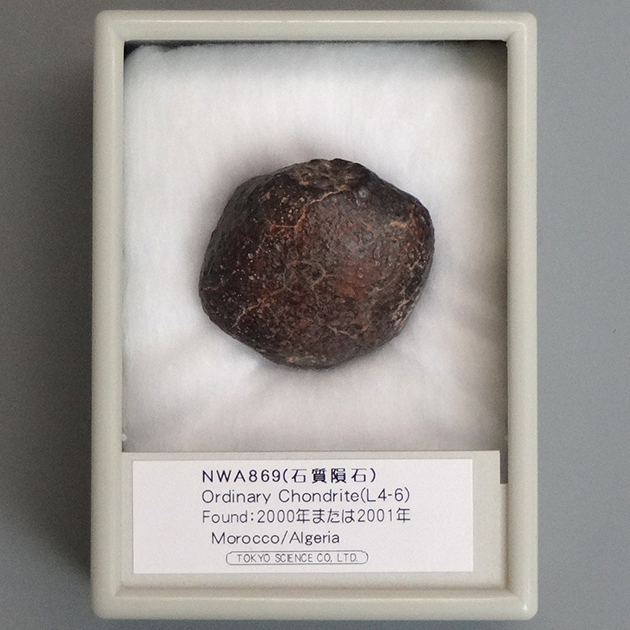 NWA869(石質隕石)
Ordinary Chondrite(L4-6)
Found:2000年または2001年
Morocco/Algeria
TOKYO SCIENCE CO, LTD.